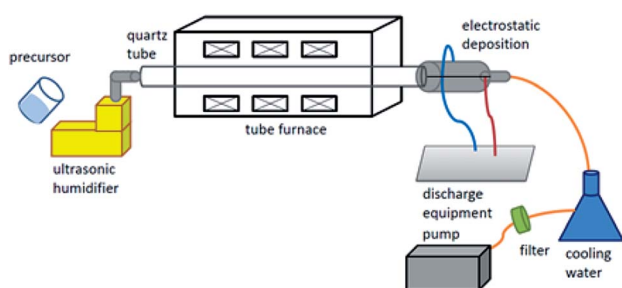 precursor
quartz
tube
electrostatic
deposition
tube furnace
ultrasonic
humidifier
discharge
equipment
pump
filter
cooling
water